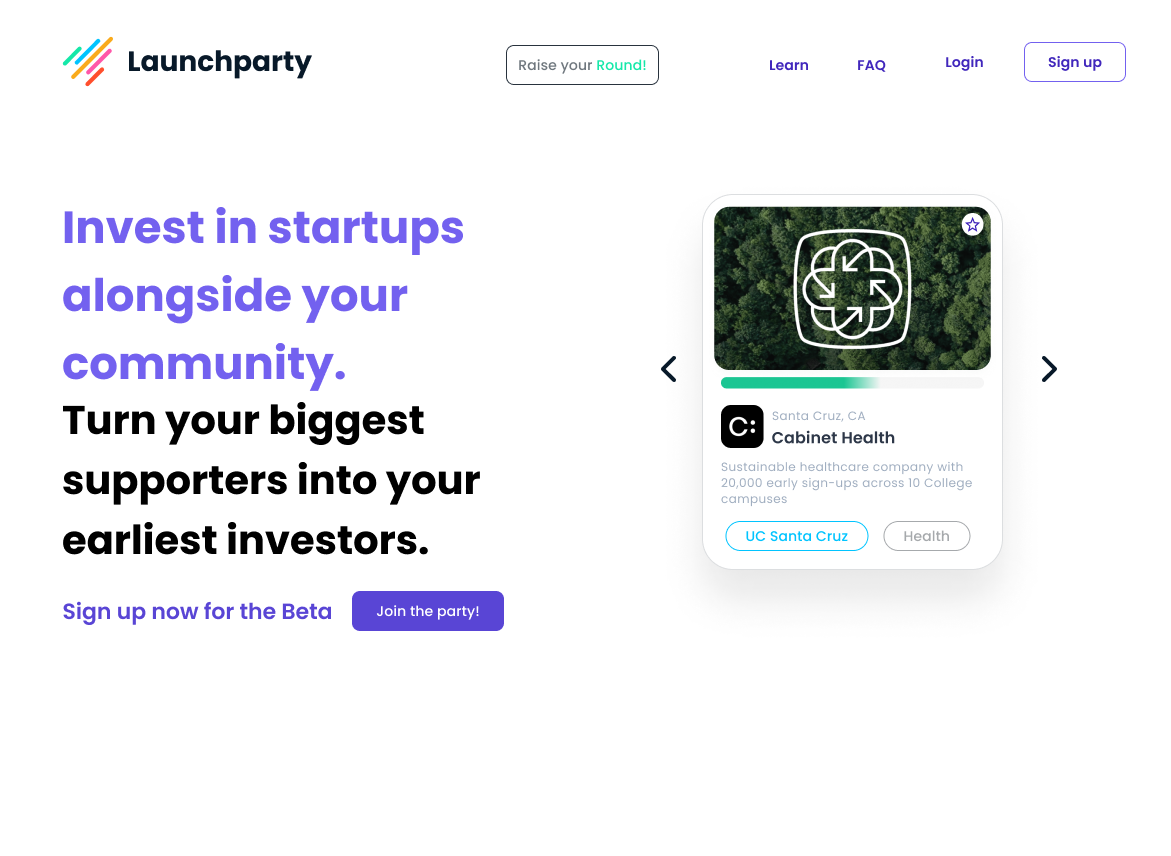 Launchparty
Raise your Round!
Learn
FAQ
Login
Sign up
Invest in startups
alongside your
community.
Turn your biggest
supporters into your
earliest investors.
Sign up now for the Beta
Join the party!
C:
Santa Cruz, CA
Cabinet Health
Sustainable healthcare company with
20,000 early sign-ups across 10 College
campuses
UC Santa Cruz
Health